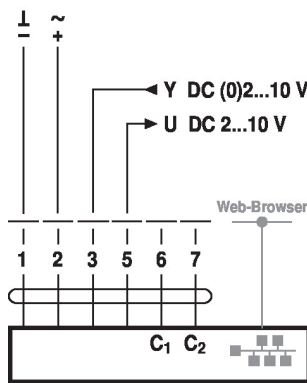 ⊥ ~
– +
Y DC (0)2...10 V
U DC 2...10 V
Web-Browser
1 2 3 5 6 7
C₁ C₂